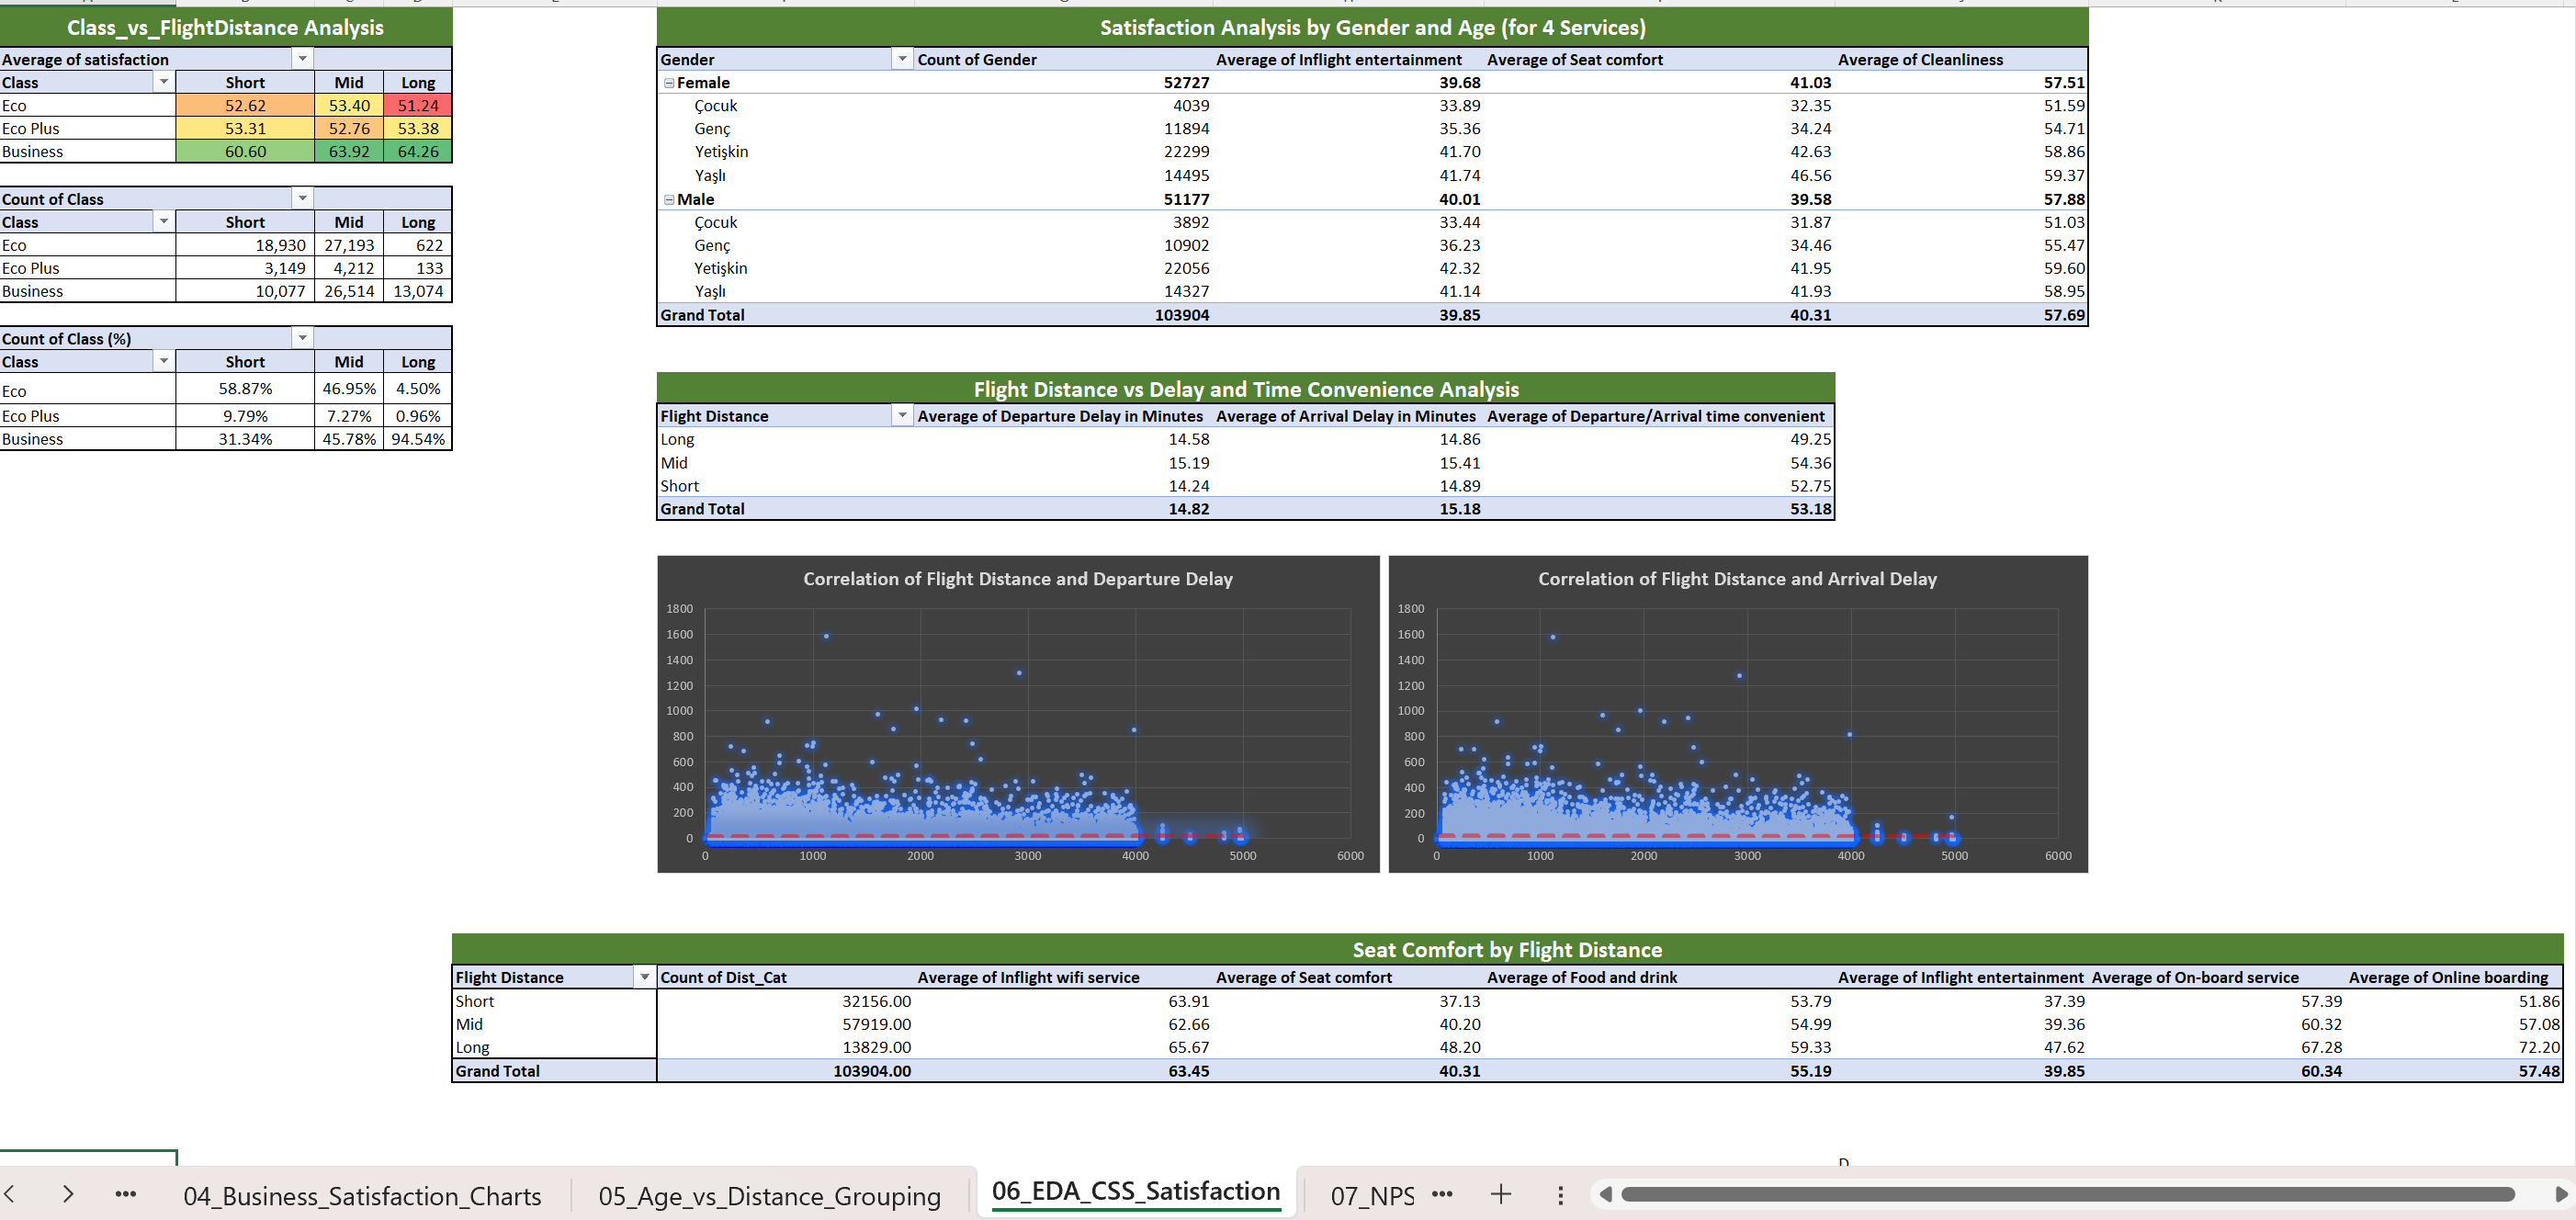 Class_vs_FlightDistance Analysis
Average of satisfaction
Class Short Mid Long
Eco 52.62 53.40 51.24
Eco Plus 53.31 52.76 53.38
Business 60.60 63.92 64.26
Count of Class
Class Short Mid Long
Eco 18,930 27,193 622
Eco Plus 3,149 4,212 133
Business 10,077 26,514 13,074
Count of Class (%)
Class Short Mid Long
Eco 58.87% 46.95% 4.50%
Eco Plus 9.79% 7.27% 0.96%
Business 31.34% 45.78% 94.54%
Satisfaction Analysis by Gender and Age (for 4 Services)
Gender Count of Gender Average of Inflight entertainment Average of Seat comfort Average of Cleanliness
Female 52727 39.68 41.03 57.51
Çocuk 4039 33.89 32.35 51.59
Genç 11894 35.36 34.24 54.71
Yetişkin 22299 41.70 42.63 58.86
Yaşlı 14495 41.74 46.56 59.37
Male 51177 40.01 39.58 57.88
Çocuk 3892 33.44 31.87 51.03
Genç 10902 36.23 34.46 55.47
Yetişkin 22056 42.32 41.95 59.60
Yaşlı 14327 41.14 41.93 58.95
Grand Total 103904 39.85 40.31 57.69
Flight Distance vs Delay and Time Convenience Analysis
Flight Distance Average of Departure Delay in Minutes Average of Arrival Delay in Minutes Average of Departure/Arrival time convenient
Long 14.58 14.86 49.25
Mid 15.19 15.41 54.36
Short 14.24 14.89 52.75
Grand Total 14.82 15.18 53.18
Correlation of Flight Distance and Departure Delay
1800
1600
1400
1200
1000
800
600
400
200
0
0 1000 2000 3000 4000 5000 6000
Correlation of Flight Distance and Arrival Delay
1800
1600
1400
1200
1000
800
600
400
200
0
0 1000 2000 3000 4000 5000 6000
Seat Comfort by Flight Distance
Flight Distance Count of Dist_Cat Average of Inflight wifi service Average of Seat comfort Average of Food and drink Average of Inflight entertainment Average of On-board service Average of Online boarding
Short 32156.00 63.91 37.13 53.79 37.39 57.39 51.86
Mid 57919.00 62.66 40.20 54.99 39.36 60.32 57.08
Long 13829.00 65.67 48.20 59.33 47.62 67.28 72.20
Grand Total 103904.00 63.45 40.31 55.19 39.85 60.34 57.48
04_Business_Satisfaction_Charts 05_Age_vs_Distance_Grouping 06_EDA_CSS_Satisfaction 07_NPS